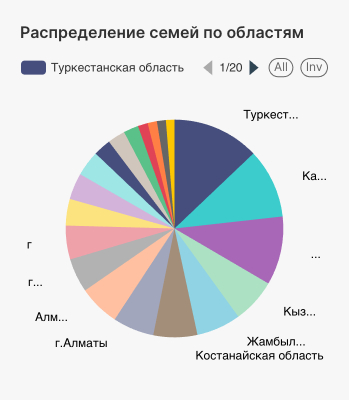 Распределение семей по областям
Туркестанская область
1/20
All
Inv
Туркест...
Ка...
...
г
г...
Кыз...
Алм...
г.Алматы
Жамбыл...
Костанайская область